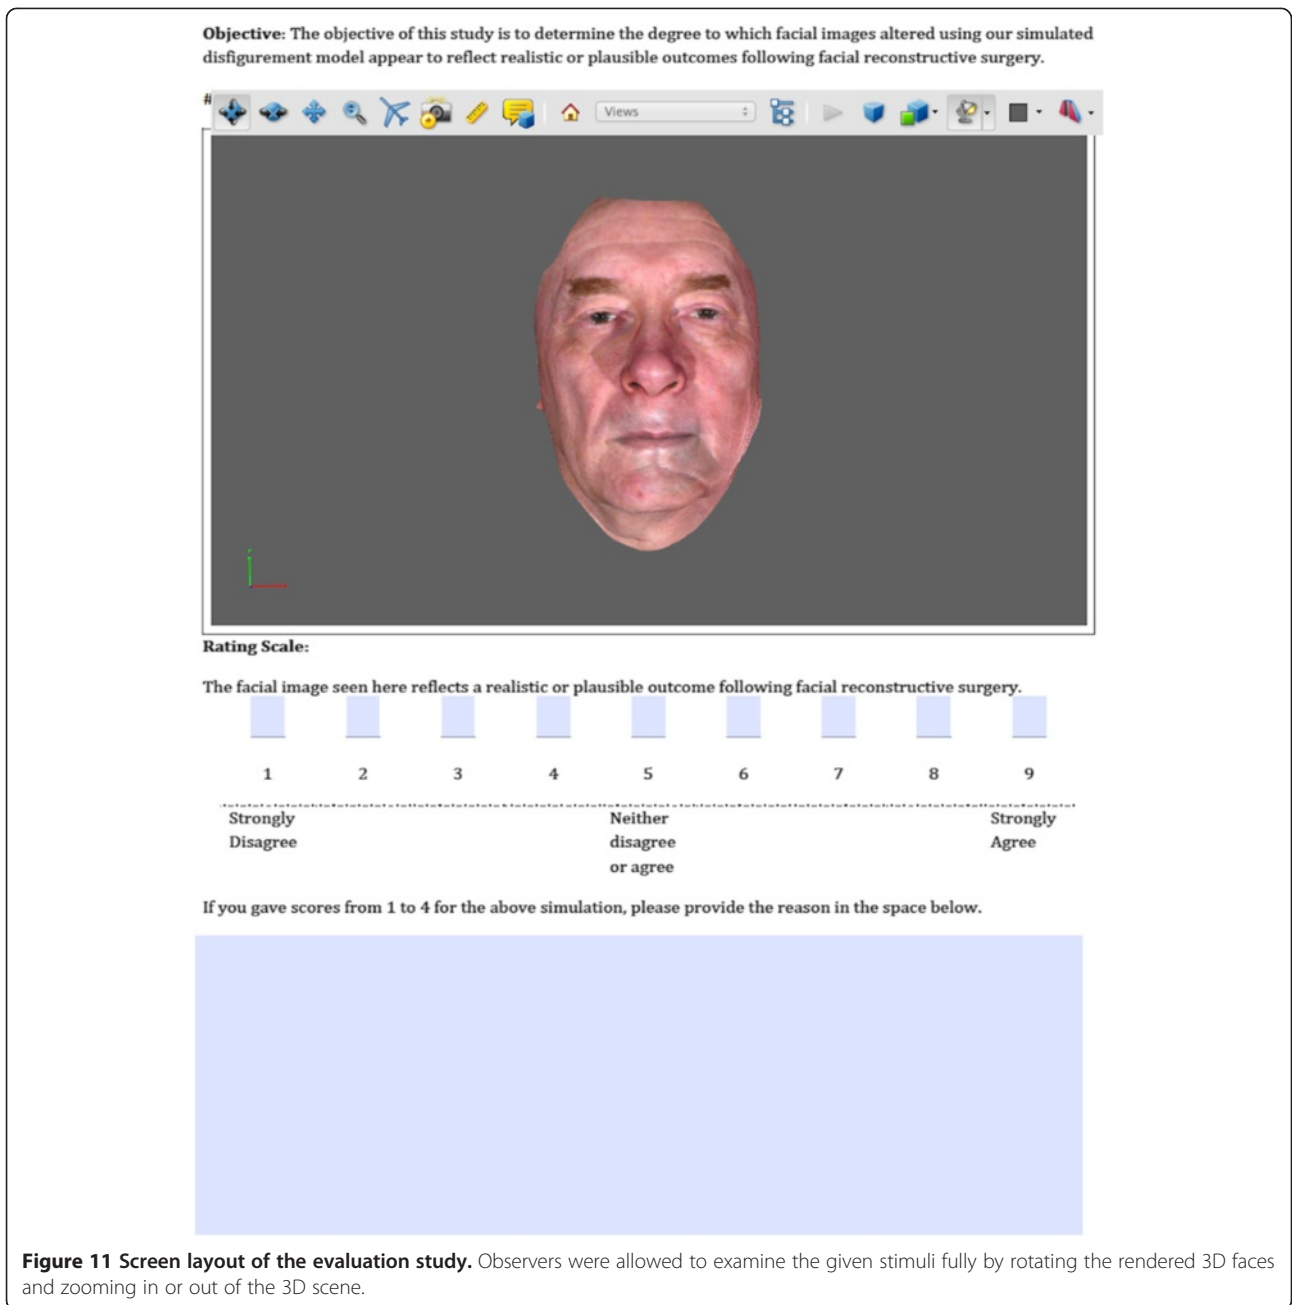 Objective: The objective of this study is to determine the degree to which facial images altered using our simulated
disfigurement model appear to reflect realistic or plausible outcomes following facial reconstructive surgery.
#
Views
Rating Scale:
The facial image seen here reflects a realistic or plausible outcome following facial reconstructive surgery.
1 2 3 4 5 6 7 8 9
Strongly Neither Strongly
Disagree disagree Agree
or agree
If you gave scores from 1 to 4 for the above simulation, please provide the reason in the space below.
Figure 11 Screen layout of the evaluation study. Observers were allowed to examine the given stimuli fully by rotating the rendered 3D faces
and zooming in or out of the 3D scene.